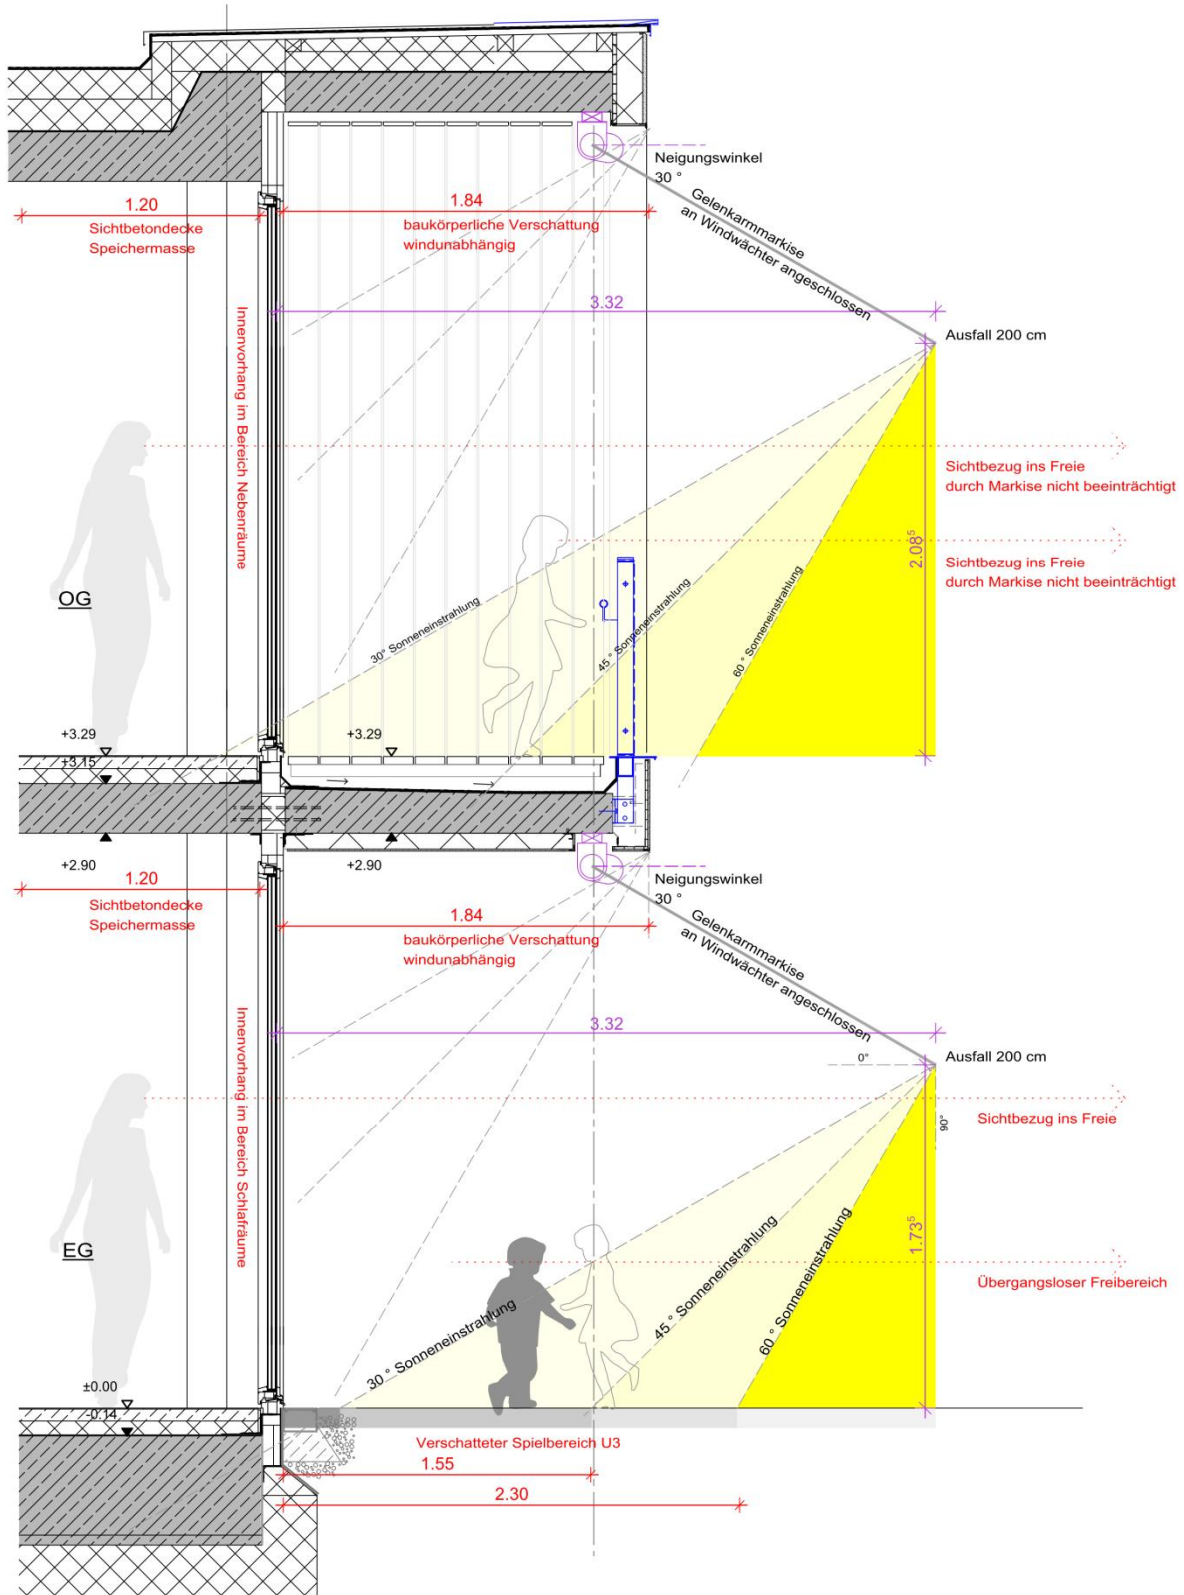 Neigungswinkel
30 °
Gelenkarmmarkise
an Windwächter angeschlossen
1.20
Sichtbetondecke
Speichermasse
1.84
baukörperliche Verschattung
windunabhängig
3.32
Ausfall 200 cm
Innenvorhang im Bereich Nebenräume
Sichtbezug ins Freie
durch Markise nicht beeinträchtigt
2.08⁵
Sichtbezug ins Freie
durch Markise nicht beeinträchtigt
OG
30° Sonneneinstrahlung
45 ° Sonneneinstrahlung
60 ° Sonneneinstrahlung
+3.29
+3.15
+3.29
+2.90
+2.90
1.20
Sichtbetondecke
Speichermasse
1.84
baukörperliche Verschattung
windunabhängig
Neigungswinkel
30 °
Gelenkarmmarkise
an Windwächter angeschlossen
3.32
0°
Ausfall 200 cm
90°
Innenvorhang im Bereich Schlafräume
Sichtbezug ins Freie
1.73⁵
EG
Übergangsloser Freibereich
30 ° Sonneneinstrahlung
45 ° Sonneneinstrahlung
60 ° Sonneneinstrahlung
±0.00
-0.14
Verschatteter Spielbereich U3
1.55
2.30